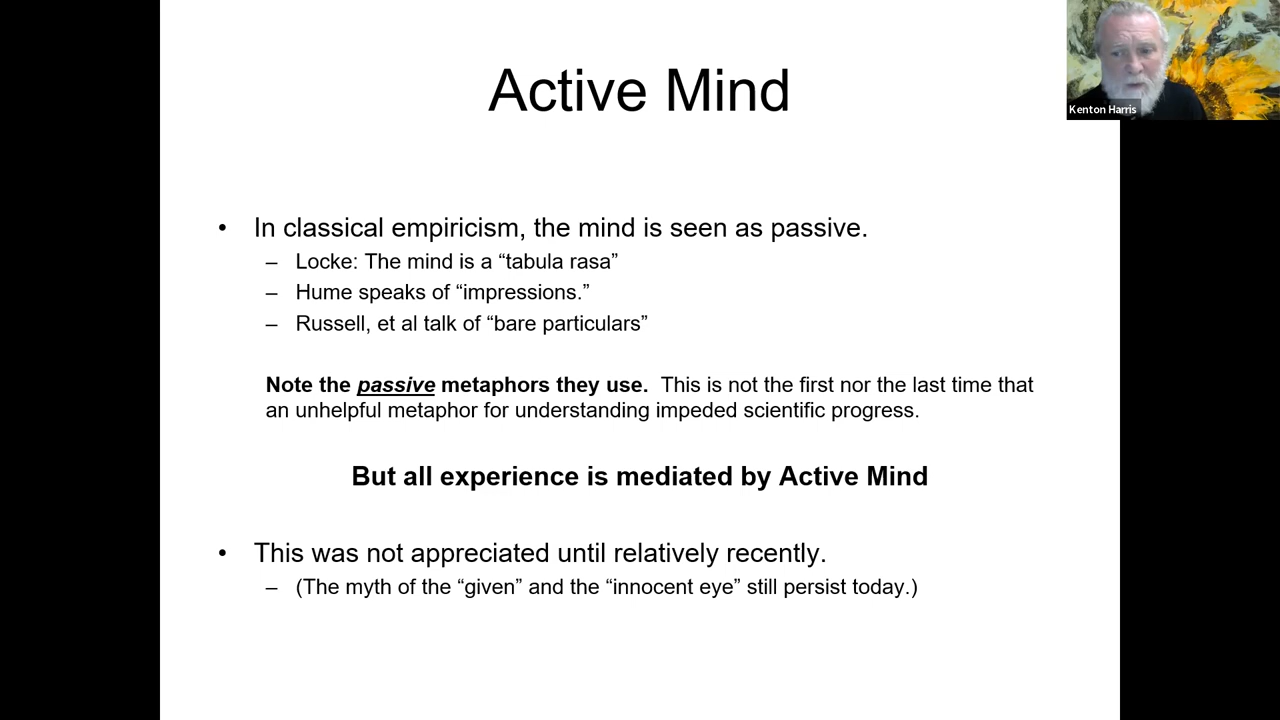 Active Mind
Kenton Harris
• In classical empiricism, the mind is seen as passive.
– Locke: The mind is a “tabula rasa”
– Hume speaks of “impressions.”
– Russell, et al talk of “bare particulars”
Note the passive metaphors they use.  This is not the first nor the last time that
an unhelpful metaphor for understanding impeded scientific progress.
But all experience is mediated by Active Mind
• This was not appreciated until relatively recently.
– (The myth of the “given” and the “innocent eye” still persist today.)